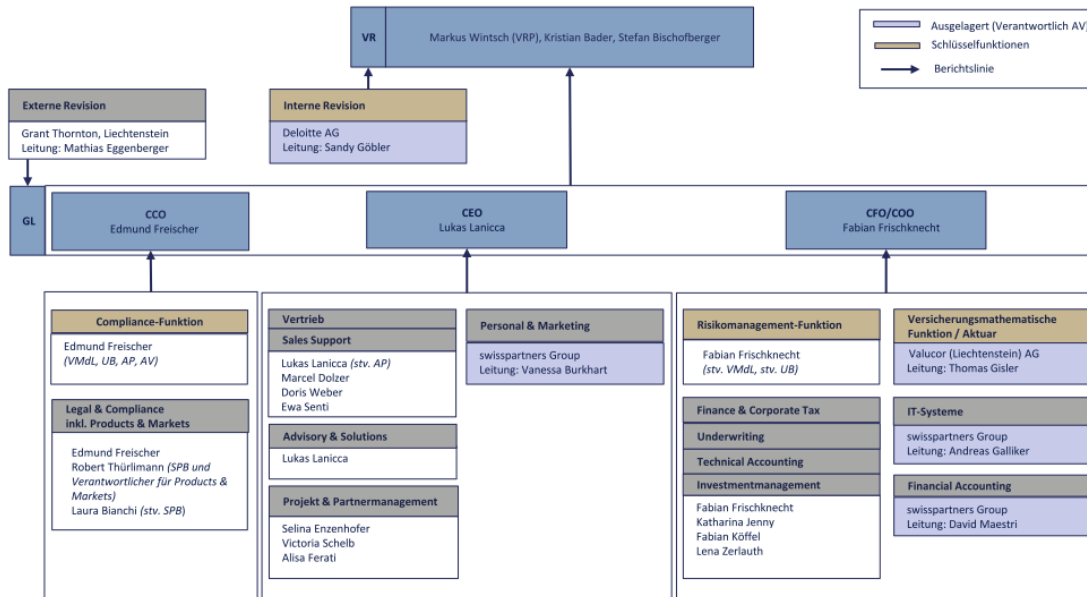 VR
Markus Wintsch (VRP), Kristian Bader, Stefan Bischofberger
Ausgelagert (Verantwortlich AV)
Schlüsselfunktionen
Berichtslinie
Externe Revision
Grant Thornton, Liechtenstein
Leitung: Mathias Eggenberger
Interne Revision
Deloitte AG
Leitung: Sandy Göbler
GL
CCO
Edmund Freischer
CEO
Lukas Lanicca
CFO/COO
Fabian Frischknecht
Compliance-Funktion
Edmund Freischer
(VMdL, UB, AP, AV)
Legal & Compliance
inkl. Products & Markets
Edmund Freischer
Robert Thürlimann (SPB und
Verantwortlicher für Products &
Markets)
Laura Bianchi (stv. SPB)
Vertrieb
Sales Support
Lukas Lanicca (stv. AP)
Marcel Dolzer
Doris Weber
Ewa Senti
Advisory & Solutions
Lukas Lanicca
Projekt & Partnermanagement
Selina Enzenhofer
Victoria Schelb
Alisa Ferati
Personal & Marketing
swisspartners Group
Leitung: Vanessa Burkhart
Risikomanagement-Funktion
Fabian Frischknecht
(stv. VMdL, stv. UB)
Finance & Corporate Tax
Underwriting
Technical Accounting
Investmentmanagement
Fabian Frischknecht
Katharina Jenny
Fabian Köffel
Lena Zerlauth
Versicherungsmathematische
Funktion / Aktuar
Valucor (Liechtenstein) AG
Leitung: Thomas Gisler
IT-Systeme
swisspartners Group
Leitung: Andreas Galliker
Financial Accounting
swisspartners Group
Leitung: David Maestri